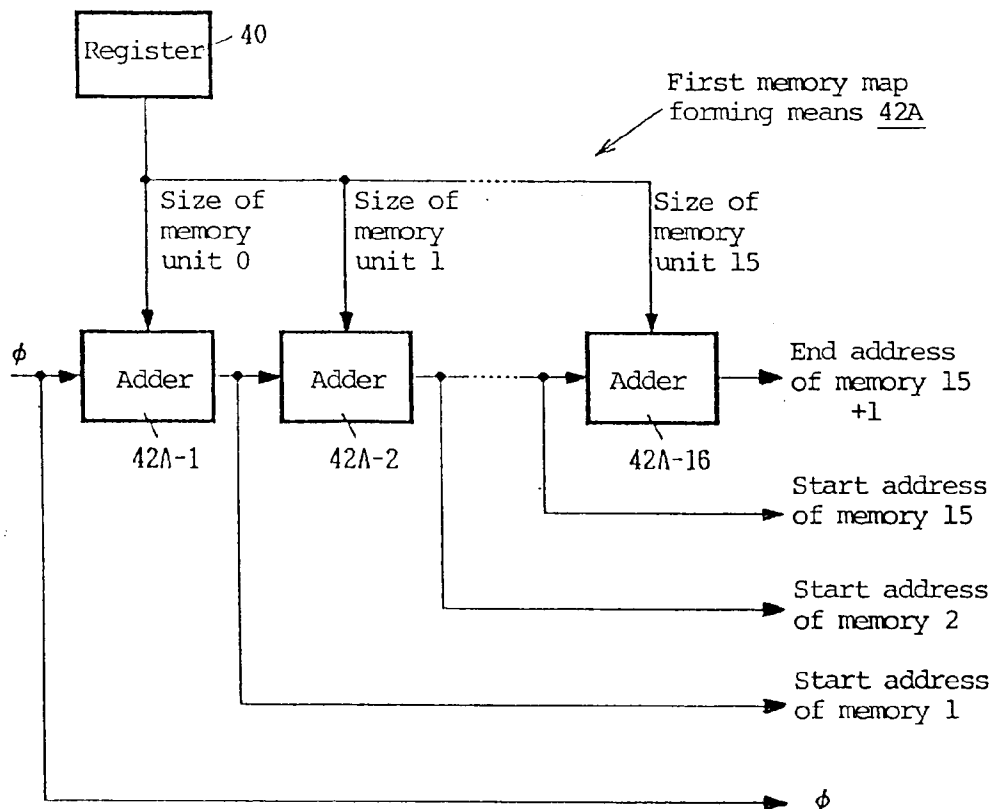 Register
40
First memory map
forming means 42A
Size of
memory
unit 0
Size of
memory
unit 1
Size of
memory
unit 15
ϕ
Adder
Adder
Adder
42A-1
42A-2
42A-16
End address
of memory 15
+1
Start address
of memory 15
Start address
of memory 2
Start address
of memory 1
ϕ